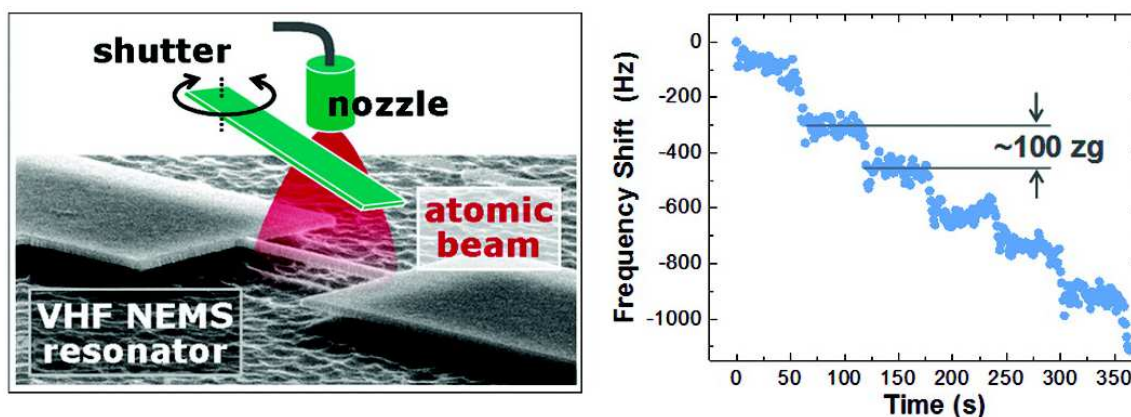 shutter
nozzle
atomic
beam
VHF NEMS
resonator
Frequency Shift (Hz)
0
-200
-400
-600
-800
-1000
~100 zg
0 50 100 150 200 250 300 350
Time (s)